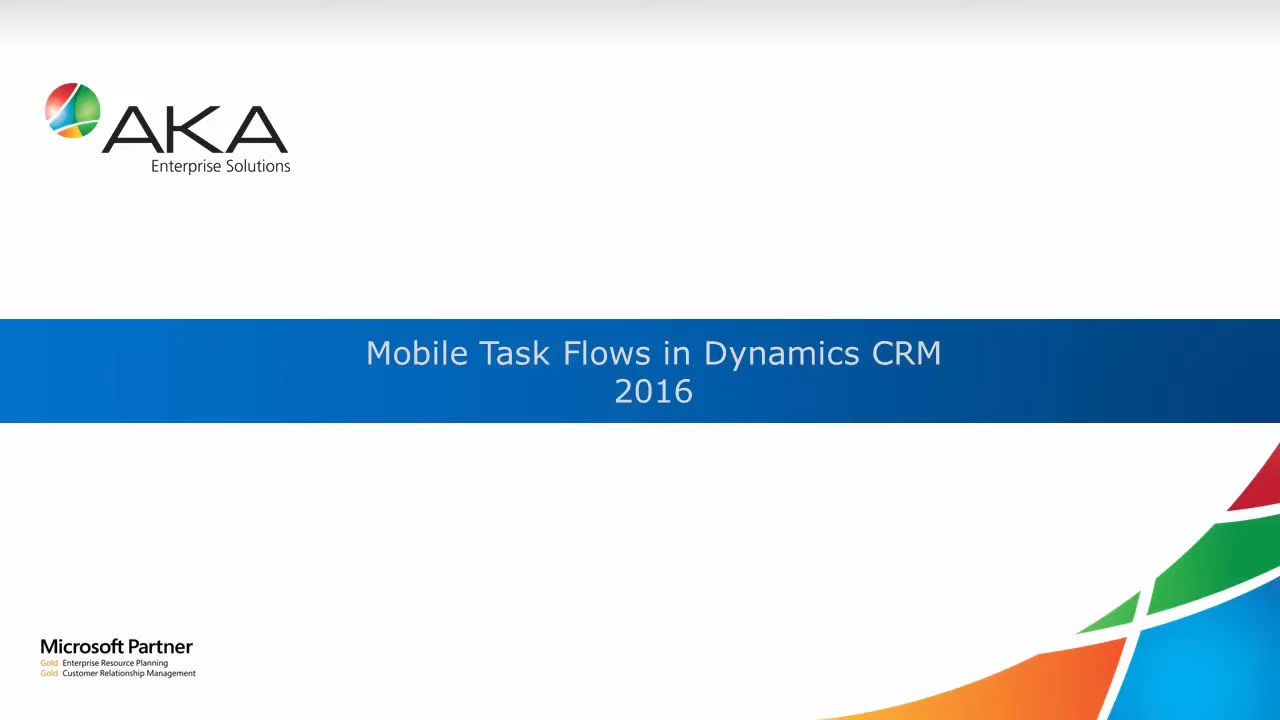 AKA
Enterprise Solutions
Mobile Task Flows in Dynamics CRM
2016
Microsoft Partner
Gold Enterprise Resource Planning
Gold Customer Relationship Management